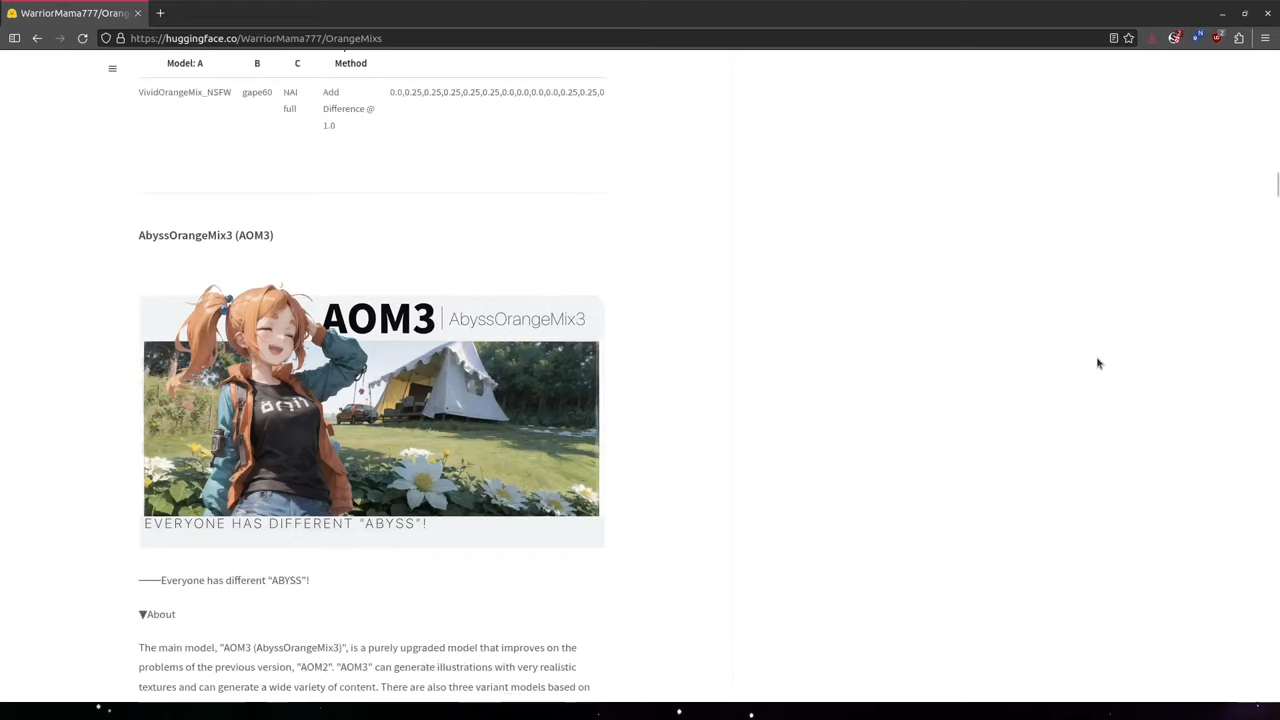 WarriorMama777/Orang
https://huggingface.co/WarriorMama777/OrangeMixs
Model: A B C Method
VividOrangeMix_NSFW gape60 NAI full Add Difference @ 1.0 0.0,0.25,0.25,0.25,0.25,0.25,0.0,0.0,0.0,0.0,0.25,0.25,0
AbyssOrangeMix3 (AOM3)
AOM3 | AbyssOrangeMix3
EVERYONE HAS DIFFERENT “ABYSS”!
——Everyone has different “ABYSS”!
▼About
The main model, "AOM3 (AbyssOrangeMix3)", is a purely upgraded model that improves on the
problems of the previous version, "AOM2". "AOM3" can generate illustrations with very realistic
textures and can generate a wide variety of content. There are also three variant models based on